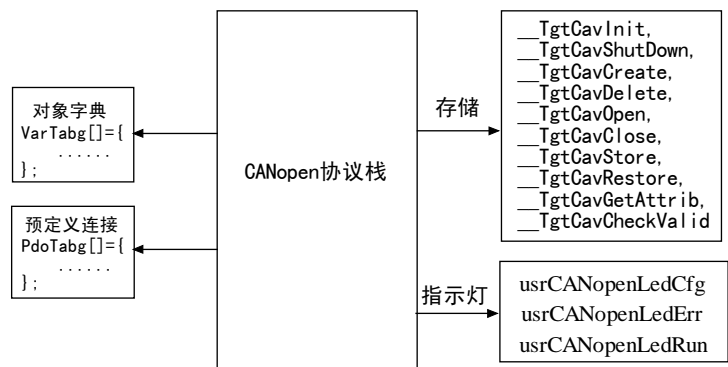 对象字典
VarTabg[]={
......
};
预定义连接
PdoTabg[]={
......
};
CANopen协议栈
存储
__TgtCavInit,
__TgtCavShutDown,
__TgtCavCreate,
__TgtCavDelete,
__TgtCavOpen,
__TgtCavClose,
__TgtCavStore,
__TgtCavRestore,
__TgtCavGetAttrib,
__TgtCavCheckValid
指示灯
usrCANopenLedCfg
usrCANopenLedErr
usrCANopenLedRun